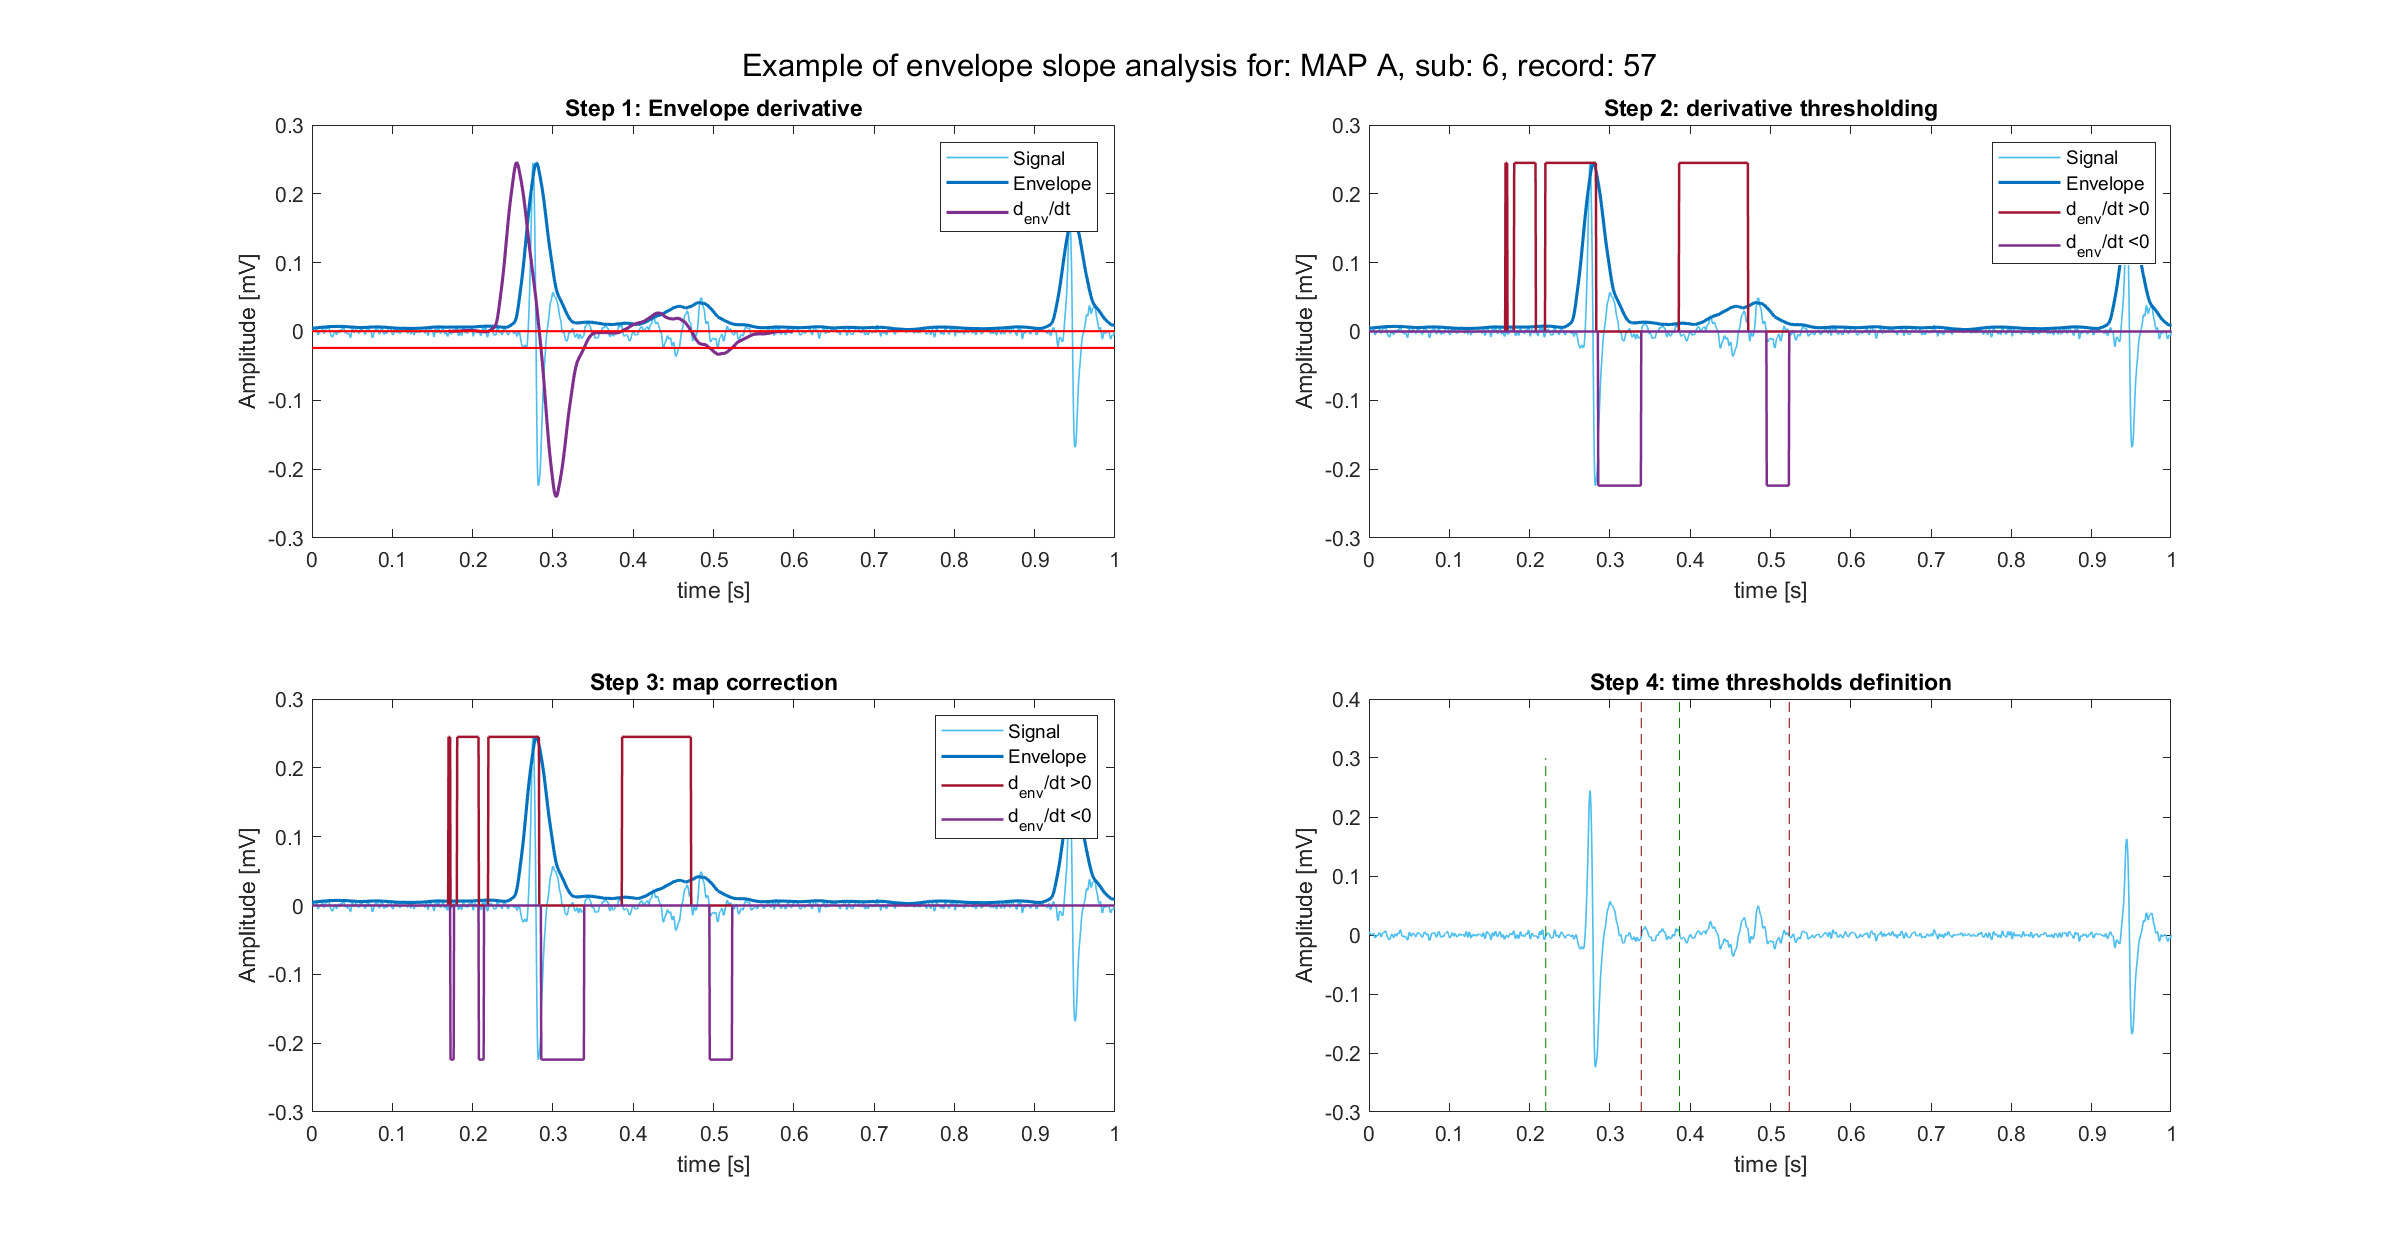 Example of envelope slope analysis for: MAP A, sub: 6, record: 57
Step 1: Envelope derivative
0.3
0.2
0.1
0
-0.1
-0.2
-0.3
Amplitude [mV]
0 0.1 0.2 0.3 0.4 0.5 0.6 0.7 0.8 0.9 1
time [s]
Signal
Envelope
d_env/dt
Step 2: derivative thresholding
0.3
0.2
0.1
0
-0.1
-0.2
-0.3
Amplitude [mV]
0 0.1 0.2 0.3 0.4 0.5 0.6 0.7 0.8 0.9 1
time [s]
Signal
Envelope
d_env/dt >0
d_env/dt <0
Step 3: map correction
0.3
0.2
0.1
0
-0.1
-0.2
-0.3
Amplitude [mV]
0 0.1 0.2 0.3 0.4 0.5 0.6 0.7 0.8 0.9 1
time [s]
Signal
Envelope
d_env/dt >0
d_env/dt <0
Step 4: time thresholds definition
0.4
0.3
0.2
0.1
0
-0.1
-0.2
-0.3
Amplitude [mV]
0 0.1 0.2 0.3 0.4 0.5 0.6 0.7 0.8 0.9 1
time [s]